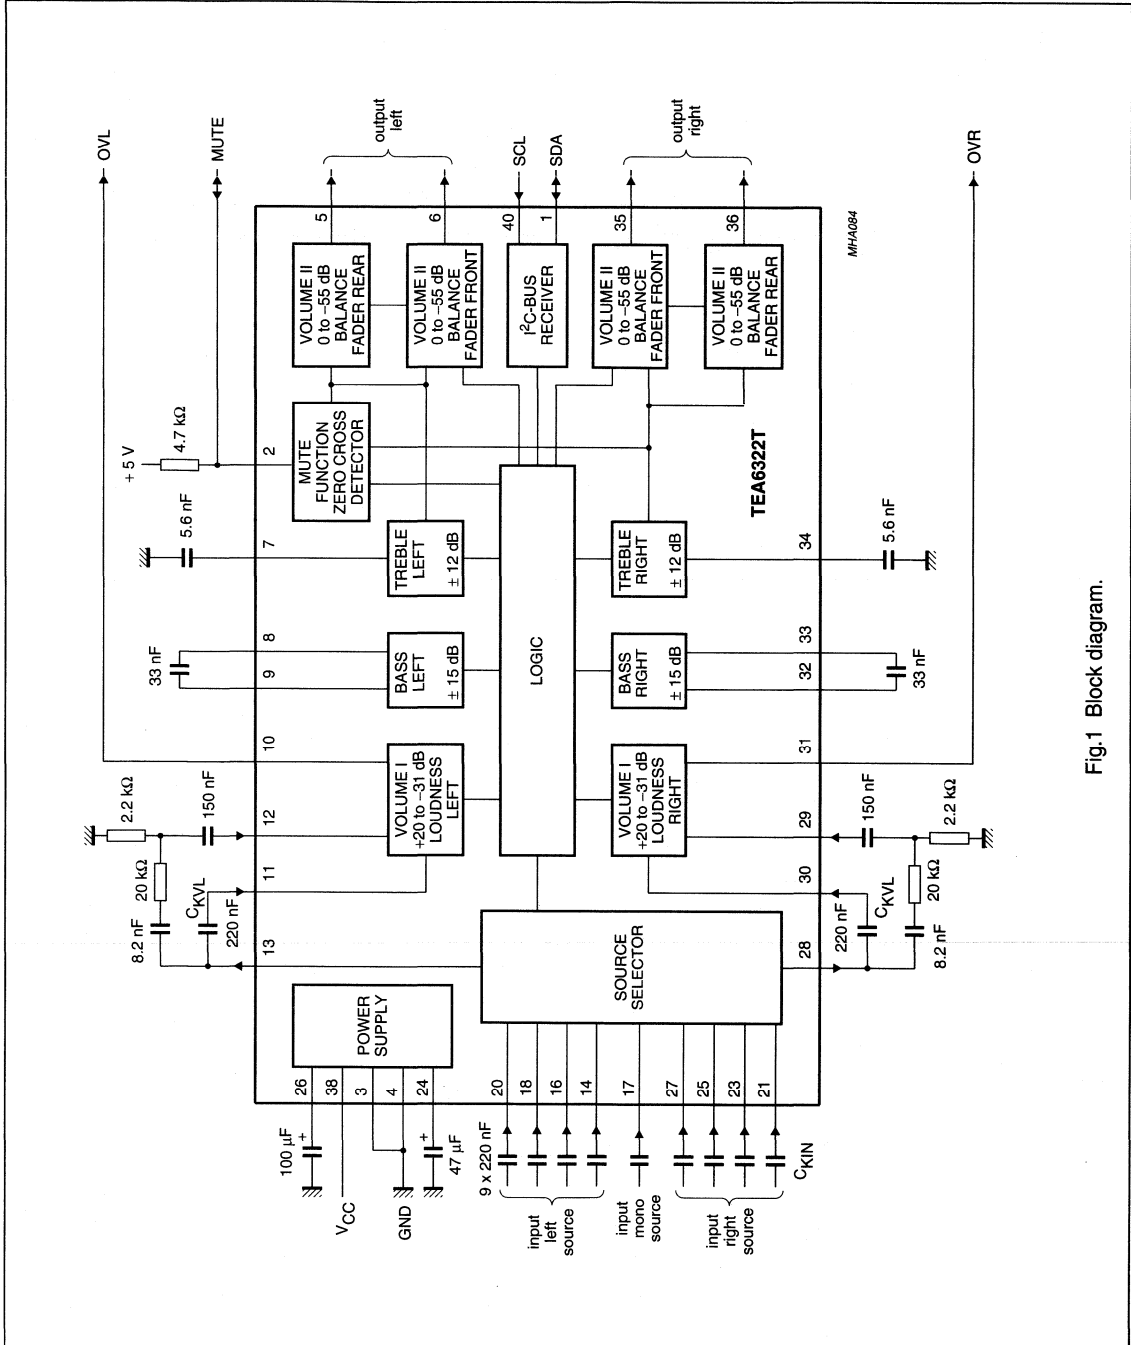 OVL
MUTE
output
left
SCL
SDA
output
right
OVR
5
6
40
1
35
36
MHA084
VOLUME II
0 to –55 dB
BALANCE
FADER REAR
VOLUME II
0 to –55 dB
BALANCE
FADER FRONT
I²C-BUS
RECEIVER
VOLUME II
0 to –55 dB
BALANCE
FADER FRONT
VOLUME II
0 to –55 dB
BALANCE
FADER REAR
+ 5 V
4.7 kΩ
2
MUTE
FUNCTION
ZERO CROSS
DETECTOR
TEA6322T
5.6 nF
7
TREBLE
LEFT
± 12 dB
TREBLE
RIGHT
± 12 dB
34
5.6 nF
33 nF
8
9
BASS
LEFT
± 15 dB
LOGIC
BASS
RIGHT
± 15 dB
33
32
33 nF
10
VOLUME I
+20 to –31 dB
LOUDNESS
LEFT
VOLUME I
+20 to –31 dB
LOUDNESS
RIGHT
31
2.2 kΩ
150 nF
12
29
150 nF
2.2 kΩ
20 kΩ
CKVL
11
30
CKVL
20 kΩ
8.2 nF
220 nF
13
28
220 nF
8.2 nF
POWER
SUPPLY
SOURCE
SELECTOR
26
38
3
4
24
20
18
16
14
17
27
25
23
21
100 µF
+
VCC
GND
+
47 µF
9 x 220 nF
CKIN
input
left
source
input
mono
source
input
right
source
Fig.1 Block diagram.